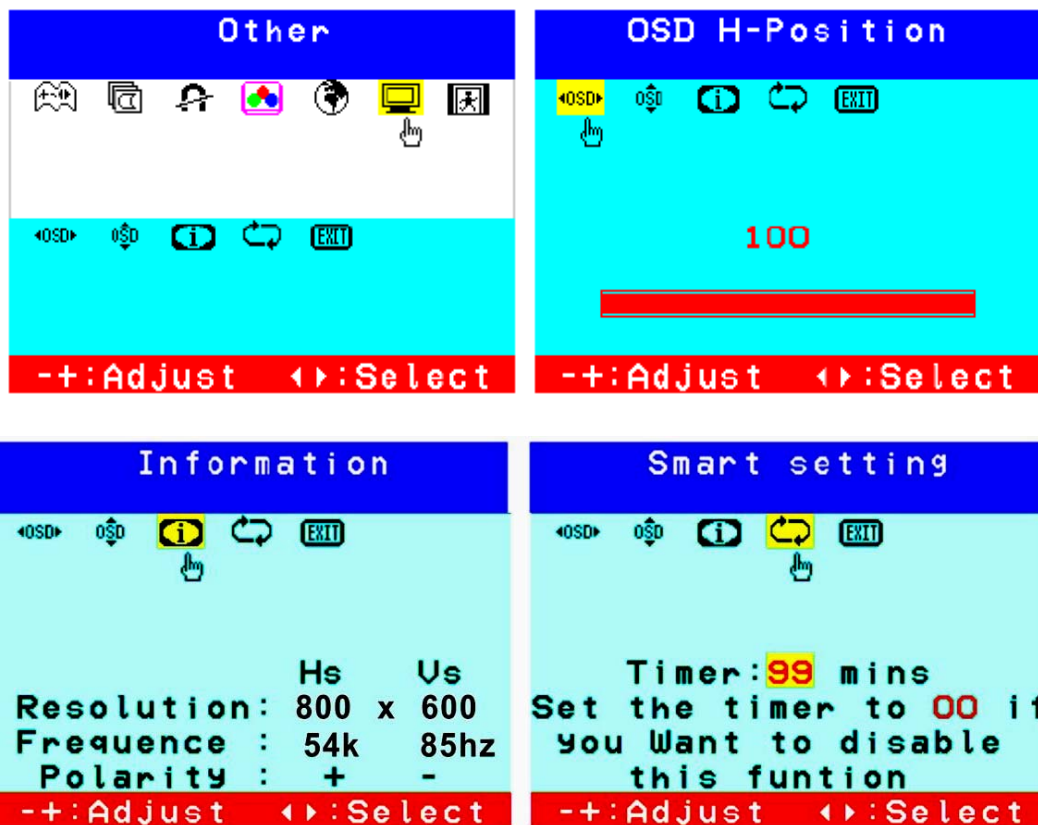 Other
◂OSD▸ OSD i EXIT
-+:Adjust ◂▸:Select
OSD H-Position
◂OSD▸ OSD i EXIT
100
-+:Adjust ◂▸:Select
Information
◂OSD▸ OSD i EXIT
Hs Vs
Resolution: 800 x 600
Frequence : 54k 85hz
Polarity : + -
-+:Adjust ◂▸:Select
Smart setting
◂OSD▸ OSD i EXIT
Timer:99 mins
Set the timer to 00 if
you Want to disable
this funtion
-+:Adjust ◂▸:Select